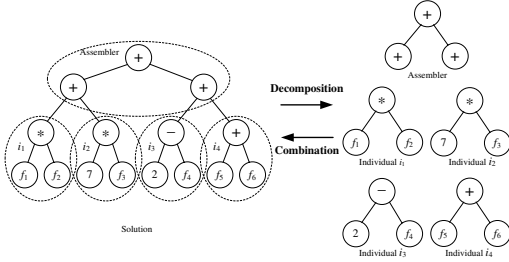 Assembler
+
+ +
i1 * i2 * i3 − i4 +
f1 f2 7 f3 2 f4 f5 f6
Solution
Decomposition
Combination
+
+ +
Assembler
* *
f1 f2 7 f3
Individual i1 Individual i2
− +
2 f4 f5 f6
Individual i3 Individual i4